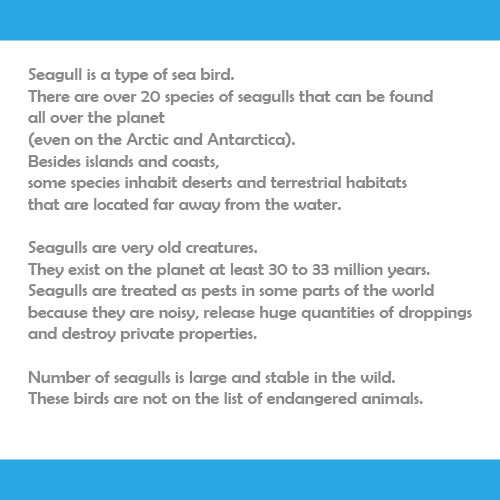 Seagull is a type of sea bird.
There are over 20 species of seagulls that can be found
all over the planet
(even on the Arctic and Antarctica).
Besides islands and coasts,
some species inhabit deserts and terrestrial habitats
that are located far away from the water.
Seagulls are very old creatures.
They exist on the planet at least 30 to 33 million years.
Seagulls are treated as pests in some parts of the world
because they are noisy, release huge quantities of droppings
and destroy private properties.
Number of seagulls is large and stable in the wild.
These birds are not on the list of endangered animals.